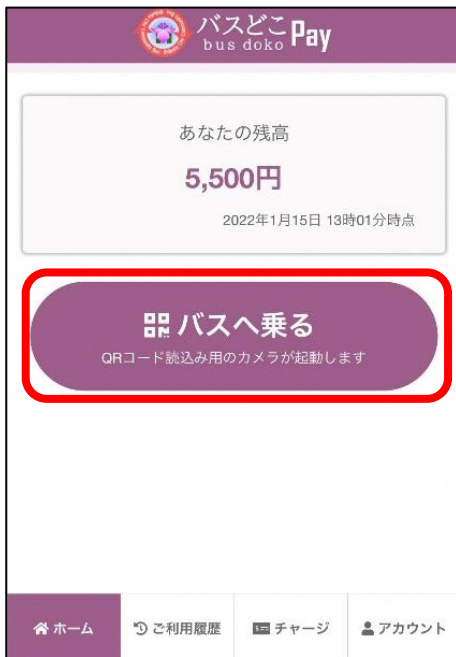 バスどこ Pay
bus doko
あなたの残高
5,500円
2022年1月15日 13時01分時点
バスへ乗る
QRコード読込み用のカメラが起動します
ホーム
ご利用履歴
チャージ
アカウント